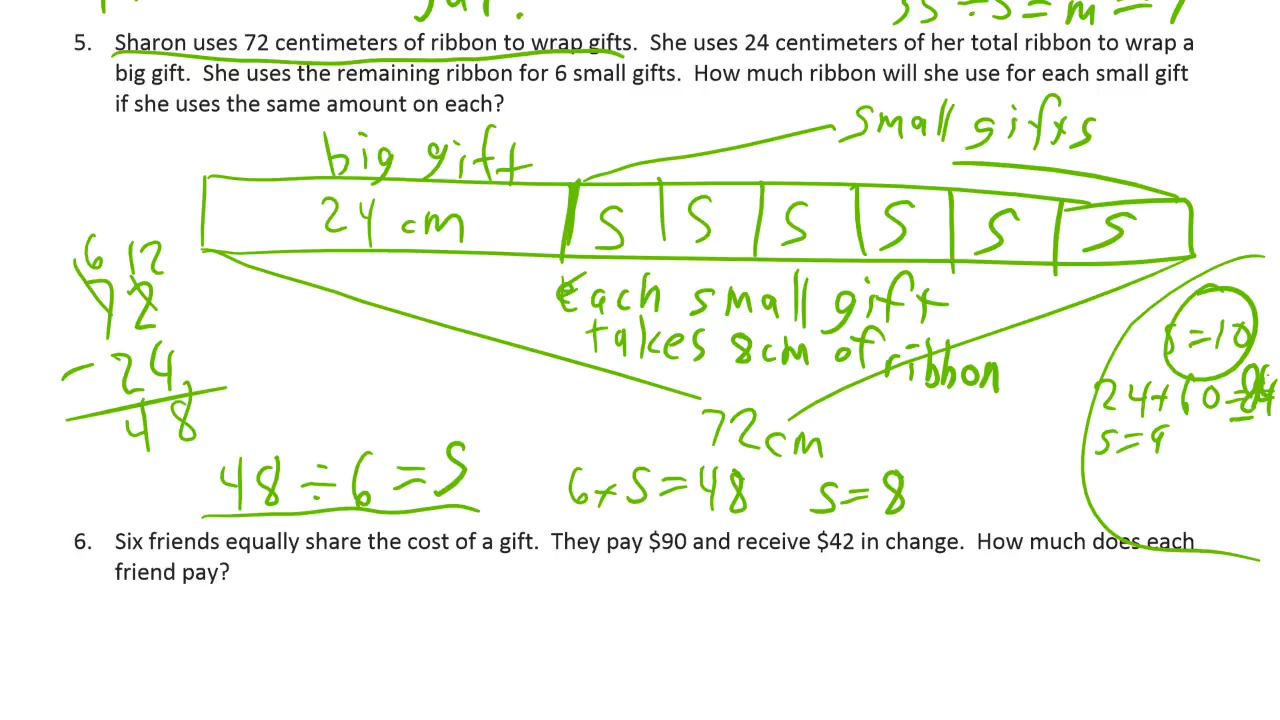 35 ÷ 5 = m = 7
5. Sharon uses 72 centimeters of ribbon to wrap gifts. She uses 24 centimeters of her total ribbon to wrap a
big gift. She uses the remaining ribbon for 6 small gifts. How much ribbon will she use for each small gift
if she uses the same amount on each?
small gifts
big gift
24 cm S S S S S S
6 12
72
- 24
48
Each small gift
takes 8cm of ribbon
s=10
24+60=84
s=9
72cm
48 ÷ 6 = S 6×S=48 s=8
6. Six friends equally share the cost of a gift. They pay $90 and receive $42 in change. How much does each
friend pay?